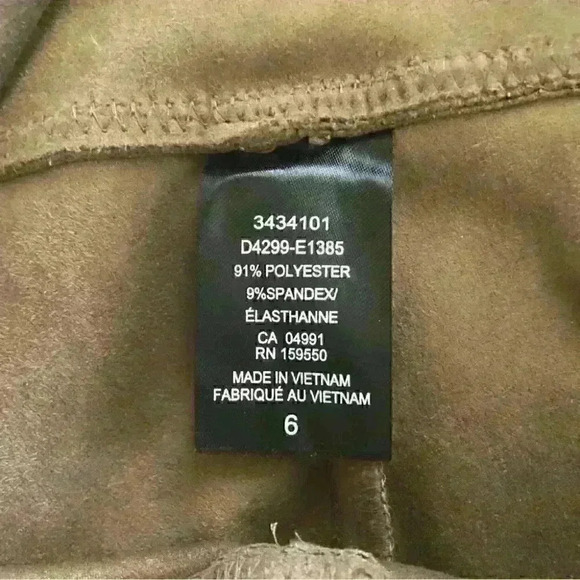 3434101
D4299-E1385
91% POLYESTER
9%SPANDEX/
ÉLASTHANNE
CA 04991
RN 159550
MADE IN VIETNAM
FABRIQUÉ AU VIETNAM
6